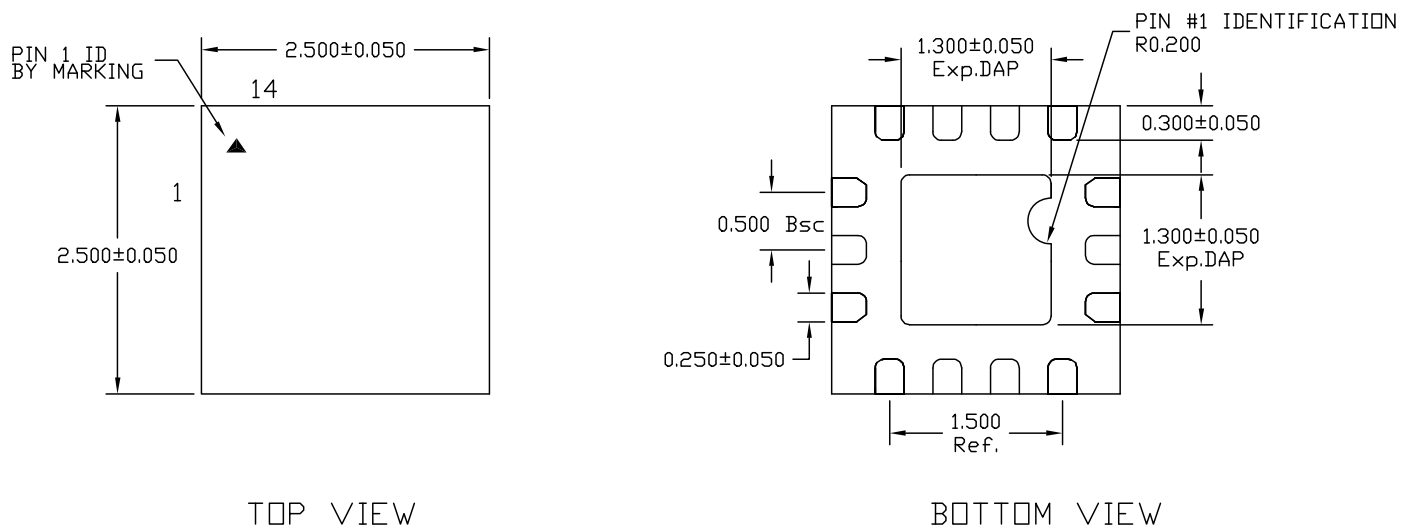 PIN 1 ID
BY MARKING
2.500±0.050
14
1
2.500±0.050
TOP VIEW
PIN #1 IDENTIFICATION
R0.200
1.300±0.050
Exp.DAP
0.300±0.050
0.500 Bsc
1.300±0.050
Exp.DAP
0.250±0.050
1.500
Ref.
BOTTOM VIEW